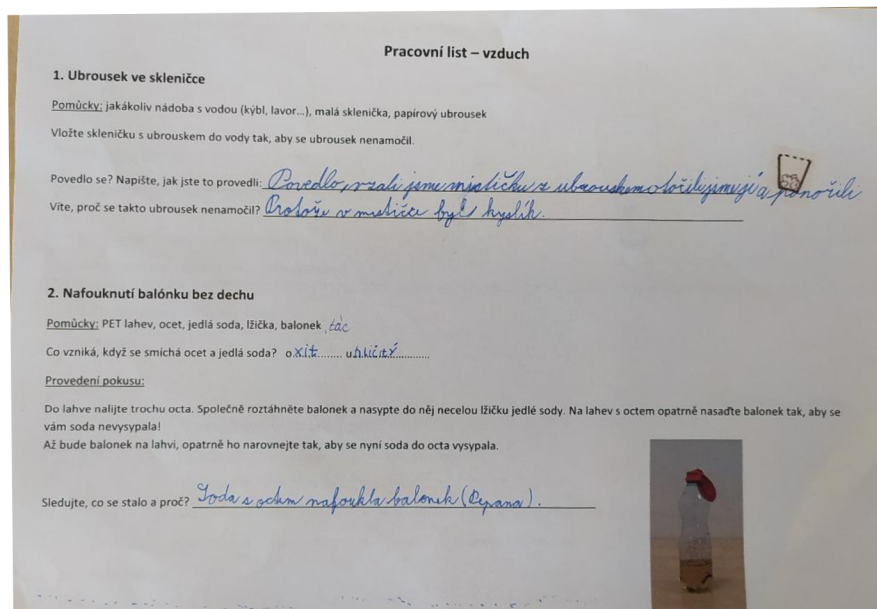 Pracovní list – vzduch
1. Ubrousek ve skleničce
Pomůcky: jakákoliv nádoba s vodou (kýbl, lavor...), malá sklenička, papírový ubrousek
Vložte skleničku s ubrouskem do vody tak, aby se ubrousek nenamočil.
Povedlo se? Napište, jak jste to provedli: Povedlo, vzali jsme mističku z ubrouskem a ponořili
Víte, proč se takto ubrousek nenamočil? Protože v mističce byl kyslík.
2. Nafouknutí balónku bez dechu
Pomůcky: PET lahev, ocet, jedlá soda, lžička, balonek, tác
Co vzniká, když se smíchá ocet a jedlá soda? oxit........ uhličitý............
Provedení pokusu:
Do lahve nalijte trochu octa. Společně roztáhněte balonek a nasypte do něj necelou lžičku jedlé sody. Na lahev s octem opatrně nasaďte balonek tak, aby se
vám soda nevysypala!
Až bude balonek na lahvi, opatrně ho narovnejte tak, aby se nyní soda do octa vysypala.
Sledujte, co se stalo a proč? Soda s octem nafoukla balonek